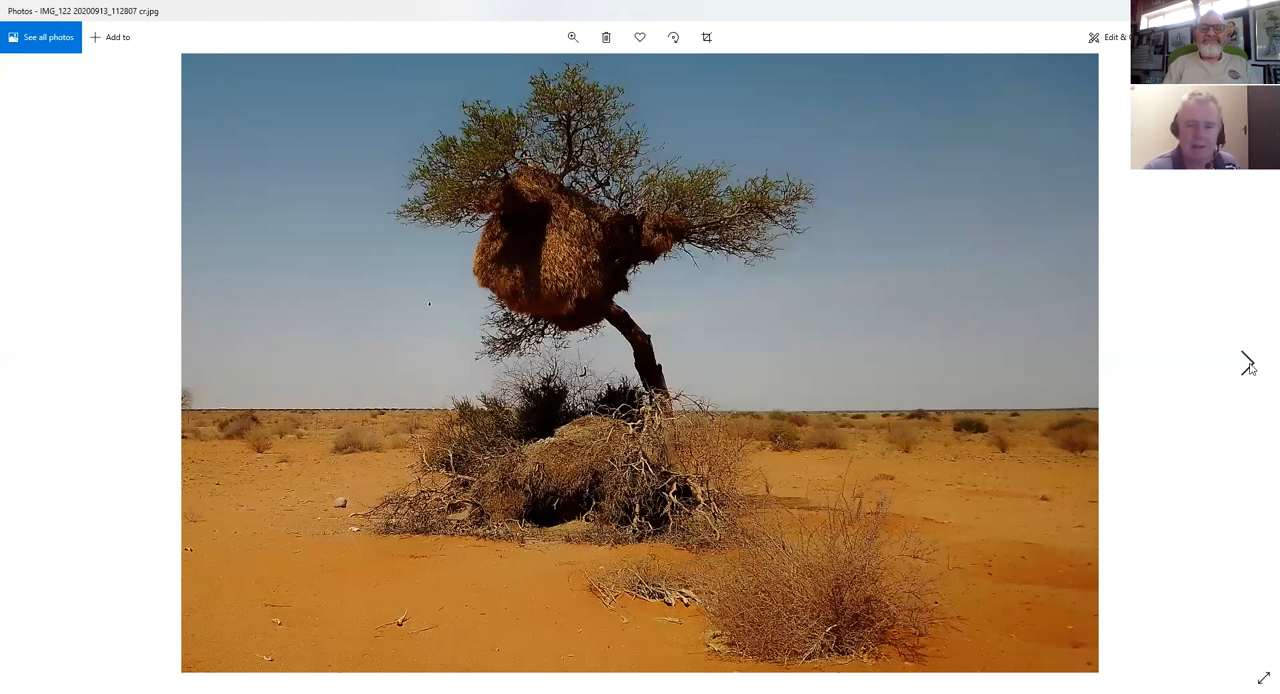 Photos - IMG_122 20200913_112807 cr.jpg
See all photos
Add to
Edit &